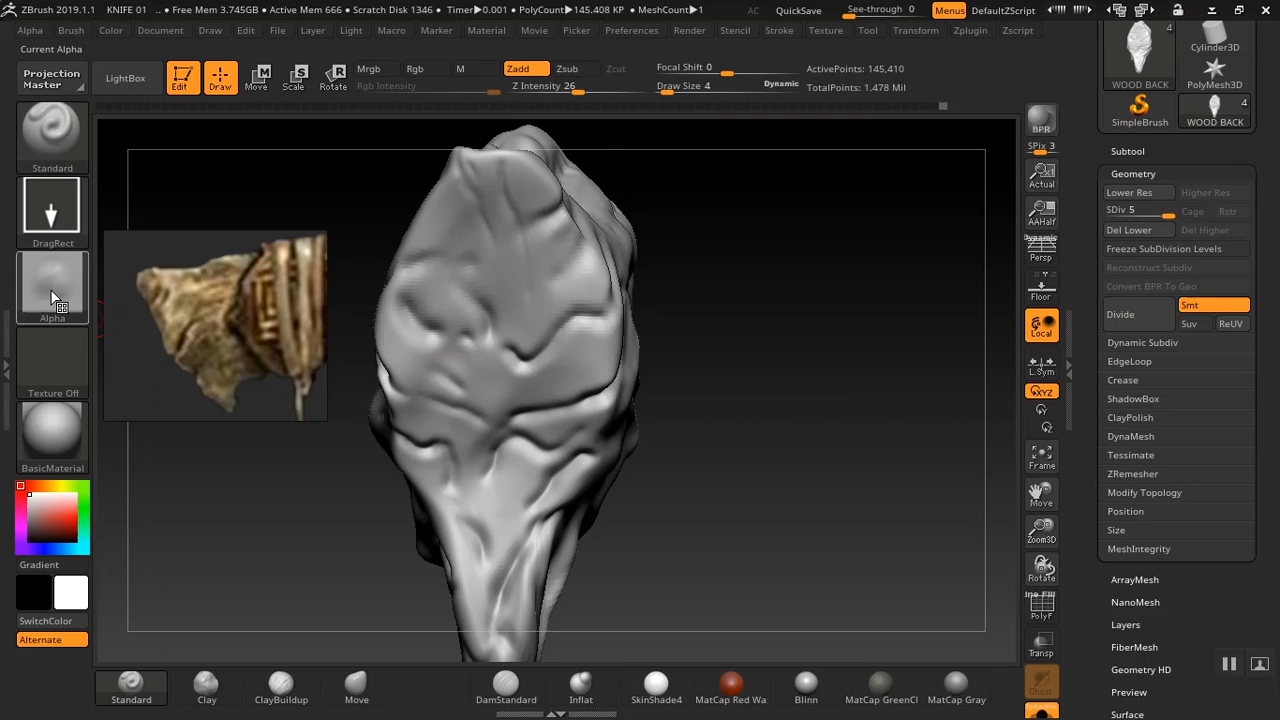 ZBrush 2019.1.1 KNIFE 01 .. • Free Mem 3.745GB • Active Mem 666 • Scratch Disk 1346 • Timer▶0.001 • PolyCount▶145.408 KP • MeshCount▶1 AC QuickSave See-through 0 Menus DefaultZScript
Alpha Brush Color Document Draw Edit File Layer Light Macro Marker Material Movie Picker Preferences Render Stencil Stroke Texture Tool Transform Zplugin Zscript
Current Alpha
Projection Master
LightBox
Edit
Draw
Move
Scale
Rotate
Mrgb Rgb M Zadd Zsub Zcut
Rgb Intensity Z Intensity 26
Focal Shift 0
Draw Size 4 Dynamic
ActivePoints: 145,410
TotalPoints: 1.478 Mil
Standard
DragRect
Alpha
Texture Off
BasicMaterial
Gradient
SwitchColor
Alternate
BPR
SPix 3
Actual
AAHalf
Dynamic
Persp
Floor
Local
L.Sym
XYZ
Y
Z
Frame
Move
Zoom3D
Rotate
Line Fill
PolyF
Transp
Ghost
Dynamic
4
WOOD BACK
Cylinder3D
PolyMesh3D
SimpleBrush
4
WOOD BACK
Subtool
Geometry
Lower Res Higher Res
SDiv 5 Cage Rstr
Del Lower Del Higher
Freeze SubDivision Levels
Reconstruct Subdiv
Convert BPR To Geo
Divide
Smt
Suv ReUV
Dynamic Subdiv
EdgeLoop
Crease
ShadowBox
ClayPolish
DynaMesh
Tessimate
ZRemesher
Modify Topology
Position
Size
MeshIntegrity
ArrayMesh
NanoMesh
Layers
FiberMesh
Geometry HD
Preview
Surface
Standard Clay ClayBuildup Move DamStandard Inflat SkinShade4 MatCap Red Wa Blinn MatCap GreenCl MatCap Gray